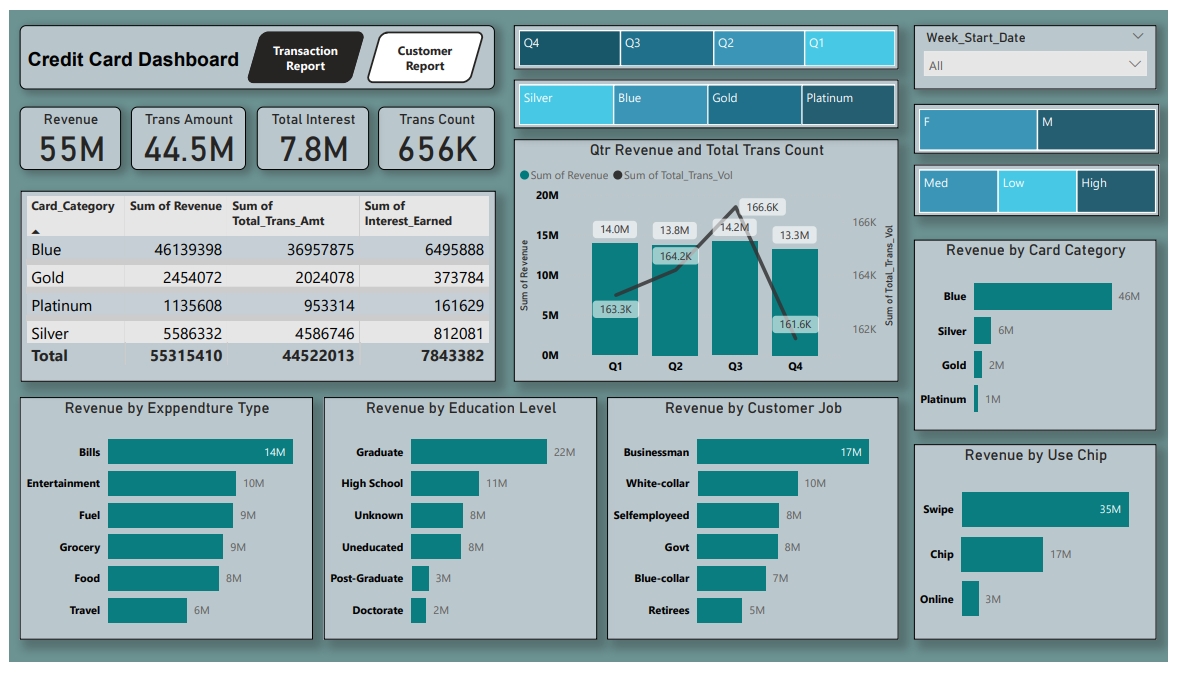 Credit Card Dashboard
Transaction
Report
Customer
Report
Q4 Q3 Q2 Q1
Silver Blue Gold Platinum
Week_Start_Date
All
F M
Med Low High
Revenue
55M
Trans Amount
44.5M
Total Interest
7.8M
Trans Count
656K
Card_Category Sum of Revenue Sum of Total_Trans_Amt Sum of Interest_Earned
Blue 46139398 36957875 6495888
Gold 2454072 2024078 373784
Platinum 1135608 953314 161629
Silver 5586332 4586746 812081
Total 55315410 44522013 7843382
Qtr Revenue and Total Trans Count
Sum of Revenue Sum of Total_Trans_Vol
Sum of Revenue
20M
15M
10M
5M
0M
14.0M 13.8M 14.2M 13.3M
163.3K 164.2K 166.6K 161.6K
Q1 Q2 Q3 Q4
166K
164K
162K
Sum of Total_Trans_Vol
Revenue by Card Category
Blue 46M
Silver 6M
Gold 2M
Platinum 1M
Revenue by Exppendture Type
Bills 14M
Entertainment 10M
Fuel 9M
Grocery 9M
Food 8M
Travel 6M
Revenue by Education Level
Graduate 22M
High School 11M
Unknown 8M
Uneducated 8M
Post-Graduate 3M
Doctorate 2M
Revenue by Customer Job
Businessman 17M
White-collar 10M
Selfemployeed 8M
Govt 8M
Blue-collar 7M
Retirees 5M
Revenue by Use Chip
Swipe 35M
Chip 17M
Online 3M